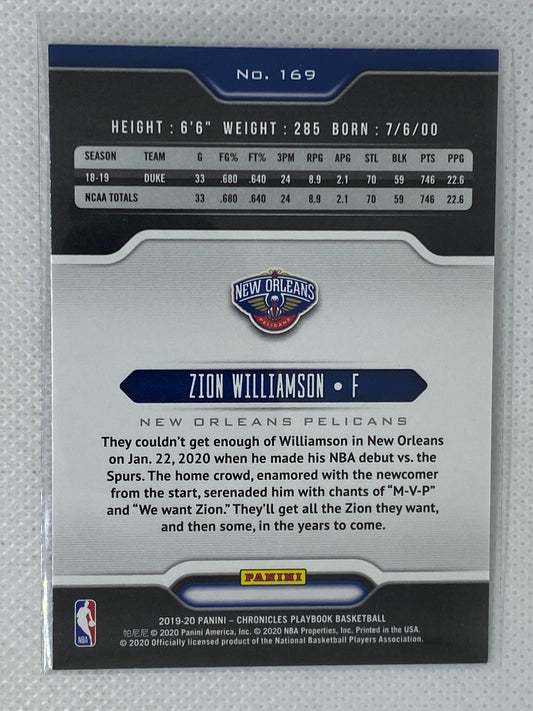 No. 169
HEIGHT : 6'6" WEIGHT : 285 BORN : 7/6/00
SEASON TEAM G FG% FT% 3PM RPG APG STL BLK PTS PPG
18-19 DUKE 33 .680 .640 24 8.9 2.1 70 59 746 22.6
NCAA TOTALS 33 .680 .640 24 8.9 2.1 70 59 746 22.6
NEW ORLEANS
PELICANS
ZION WILLIAMSON • F
NEW ORLEANS PELICANS
They couldn't get enough of Williamson in New Orleans
on Jan. 22, 2020 when he made his NBA debut vs. the
Spurs. The home crowd, enamored with the newcomer
from the start, serenaded him with chants of “M-V-P”
and “We want Zion.” They'll get all the Zion they want,
and then some, in the years to come.
PANINI
NBA
2019-20 PANINI – CHRONICLES PLAYBOOK BASKETBALL
帕尼尼 © 2020 Panini America, Inc. © 2020 NBA Properties, Inc. Printed in the USA.
© 2020 Officially licensed product of the National Basketball Players Association.